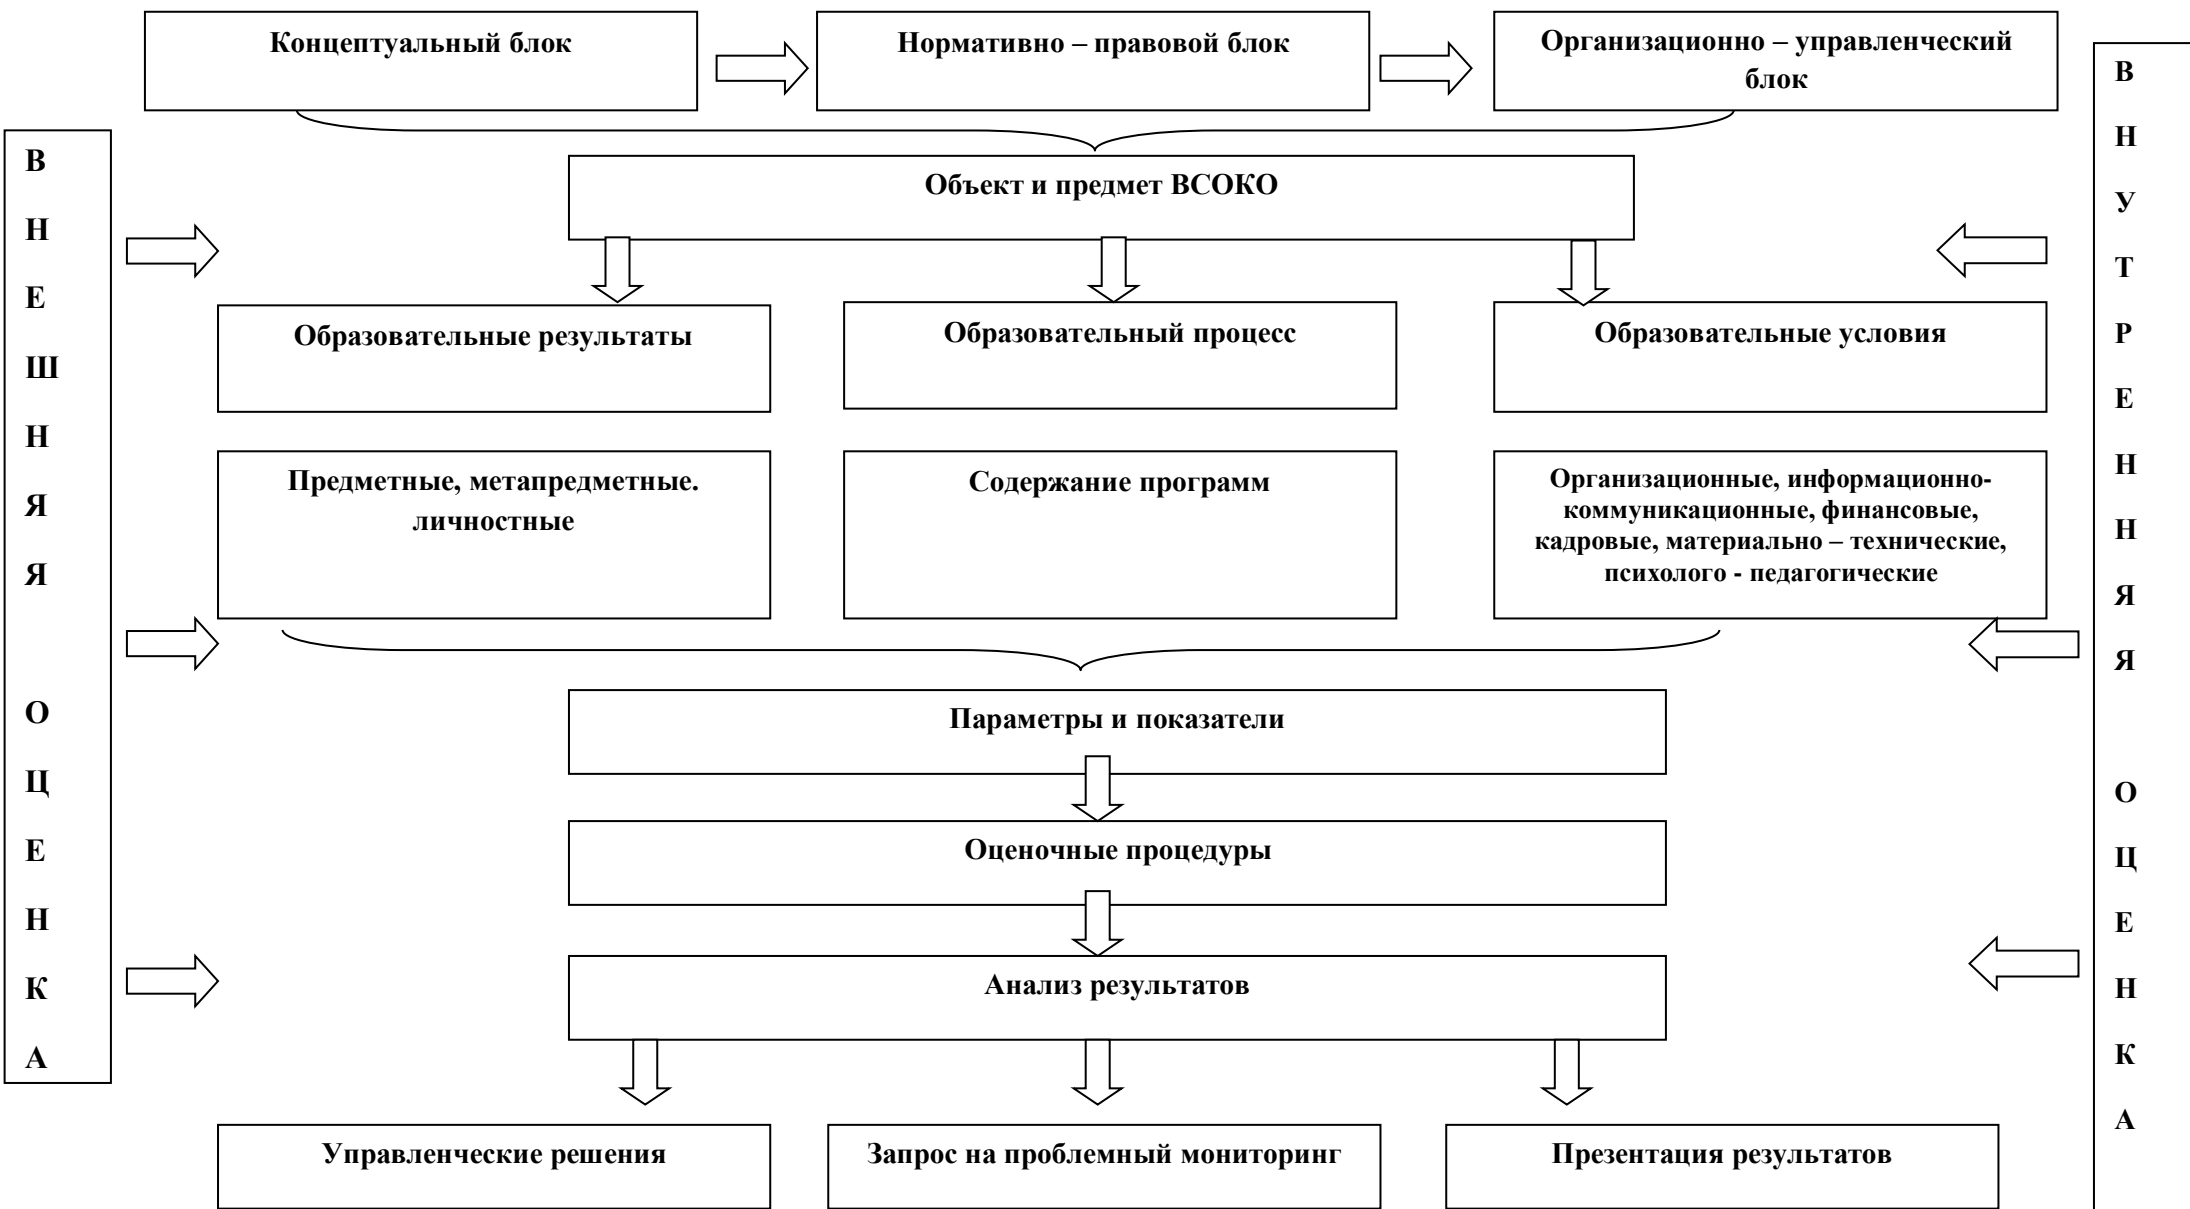 Концептуальный блок
Нормативно – правовой блок
Организационно – управленческий
блок
В
Н
Е
Ш
Н
Я
Я
О
Ц
Е
Н
К
А
Объект и предмет ВСОКО
Образовательные результаты
Образовательный процесс
Образовательные условия
Предметные, метапредметные.
личностные
Содержание программ
Организационные, информационно-
коммуникационные, финансовые,
кадровые, материально – технические,
психолого - педагогические
Параметры и показатели
Оценочные процедуры
Анализ результатов
Управленческие решения
Запрос на проблемный мониторинг
Презентация результатов
В
Н
У
Т
Р
Е
Н
Н
Я
Я
О
Ц
Е
Н
К
А